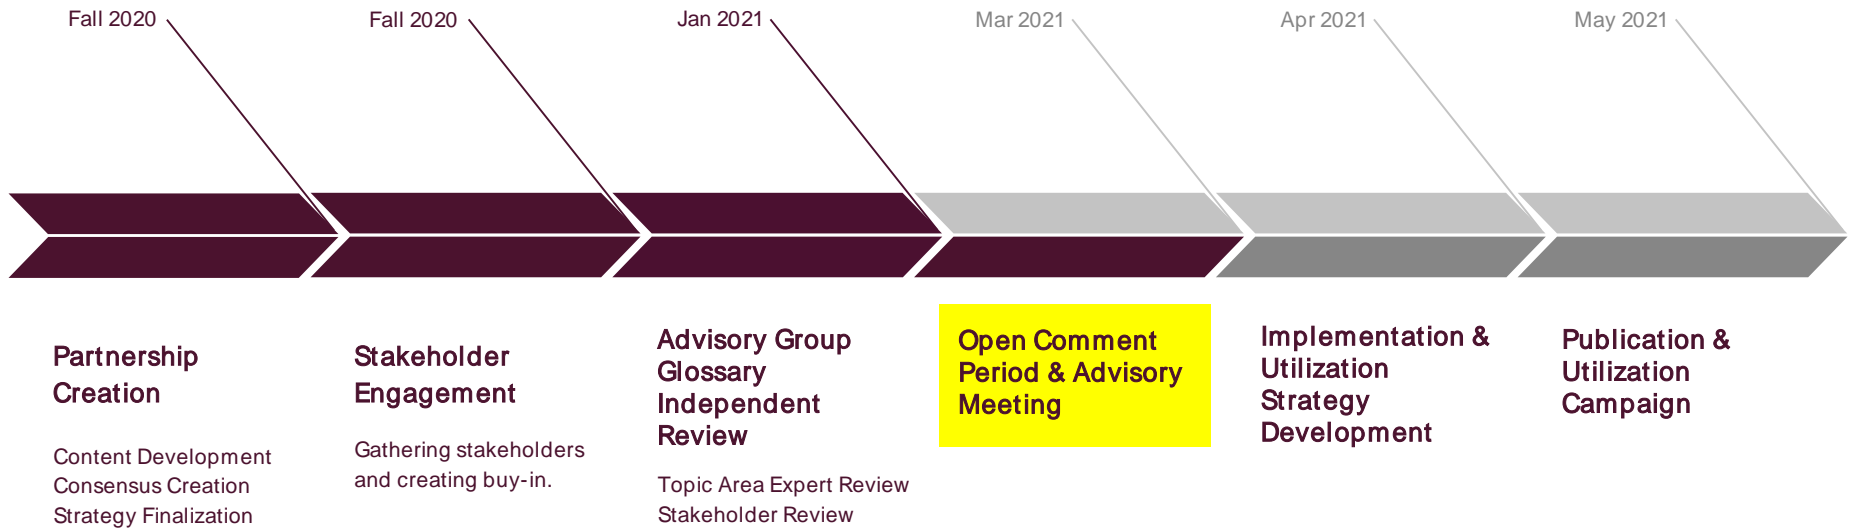 Fall 2020
Fall 2020
Jan 2021
Mar 2021
Apr 2021
May 2021
Partnership
Creation
Content Development
Consensus Creation
Strategy Finalization
Stakeholder
Engagement
Gathering stakeholders
and creating buy-in.
Advisory Group
Glossary
Independent
Review
Topic Area Expert Review
Stakeholder Review
Open Comment
Period & Advisory
Meeting
Implementation &
Utilization
Strategy
Development
Publication &
Utilization
Campaign